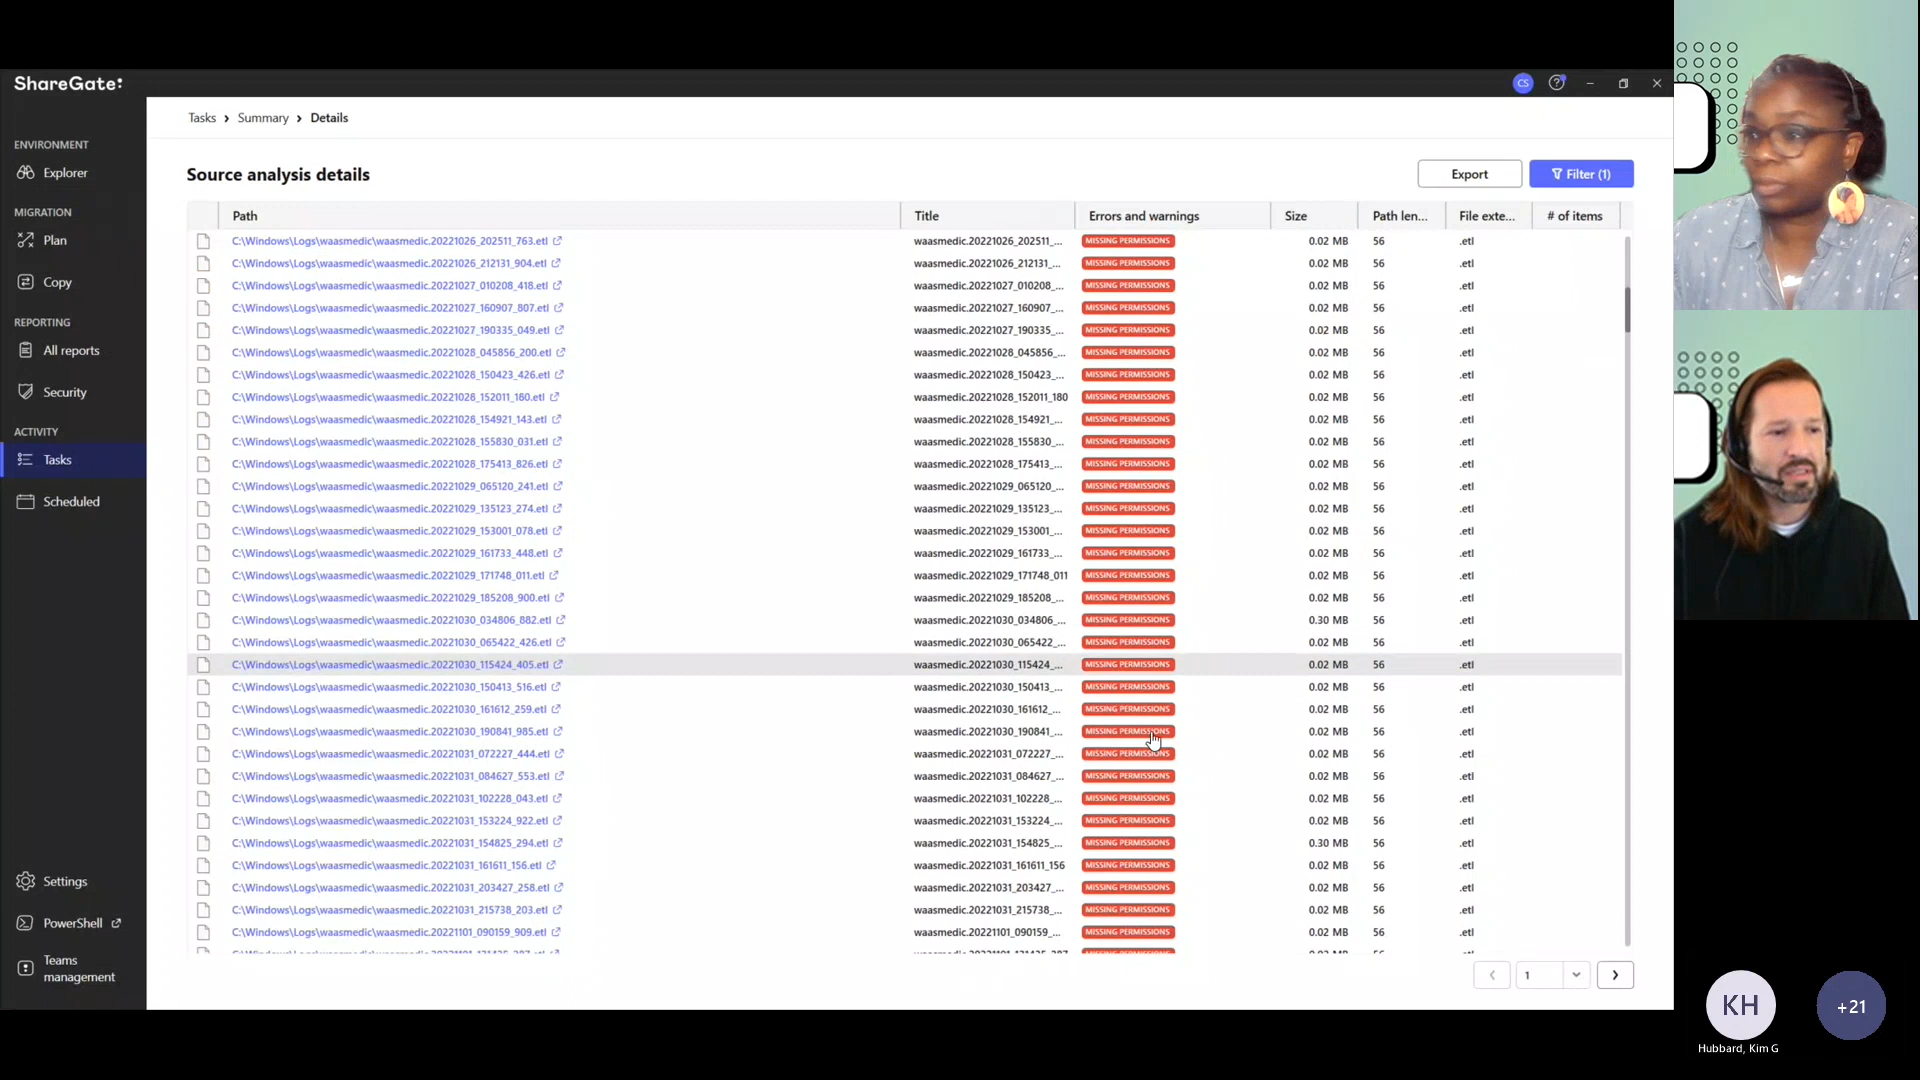 ShareGate:
CS
ENVIRONMENT
Explorer
MIGRATION
Plan
Copy
REPORTING
All reports
Security
ACTIVITY
Tasks
Scheduled
Settings
PowerShell
Teams
management
Tasks > Summary > Details
Source analysis details
Export
Filter (1)
Path Title Errors and warnings Size Path len... File exte... # of items
C:\Windows\Logs\waasmedic\waasmedic.20221026_202511_763.etl waasmedic.20221026_202511_... MISSING PERMISSIONS 0.02 MB 56 .etl
C:\Windows\Logs\waasmedic\waasmedic.20221026_212131_904.etl waasmedic.20221026_212131_... MISSING PERMISSIONS 0.02 MB 56 .etl
C:\Windows\Logs\waasmedic\waasmedic.20221027_010208_418.etl waasmedic.20221027_010208_... MISSING PERMISSIONS 0.02 MB 56 .etl
C:\Windows\Logs\waasmedic\waasmedic.20221027_160907_807.etl waasmedic.20221027_160907_... MISSING PERMISSIONS 0.02 MB 56 .etl
C:\Windows\Logs\waasmedic\waasmedic.20221027_190335_049.etl waasmedic.20221027_190335_... MISSING PERMISSIONS 0.02 MB 56 .etl
C:\Windows\Logs\waasmedic\waasmedic.20221028_045856_200.etl waasmedic.20221028_045856_... MISSING PERMISSIONS 0.02 MB 56 .etl
C:\Windows\Logs\waasmedic\waasmedic.20221028_150423_426.etl waasmedic.20221028_150423_... MISSING PERMISSIONS 0.02 MB 56 .etl
C:\Windows\Logs\waasmedic\waasmedic.20221028_152011_180.etl waasmedic.20221028_152011_180 MISSING PERMISSIONS 0.02 MB 56 .etl
C:\Windows\Logs\waasmedic\waasmedic.20221028_154921_143.etl waasmedic.20221028_154921_... MISSING PERMISSIONS 0.02 MB 56 .etl
C:\Windows\Logs\waasmedic\waasmedic.20221028_155830_031.etl waasmedic.20221028_155830_... MISSING PERMISSIONS 0.02 MB 56 .etl
C:\Windows\Logs\waasmedic\waasmedic.20221028_175413_826.etl waasmedic.20221028_175413_... MISSING PERMISSIONS 0.02 MB 56 .etl
C:\Windows\Logs\waasmedic\waasmedic.20221029_065120_241.etl waasmedic.20221029_065120_... MISSING PERMISSIONS 0.02 MB 56 .etl
C:\Windows\Logs\waasmedic\waasmedic.20221029_135123_274.etl waasmedic.20221029_135123_... MISSING PERMISSIONS 0.02 MB 56 .etl
C:\Windows\Logs\waasmedic\waasmedic.20221029_153001_078.etl waasmedic.20221029_153001_... MISSING PERMISSIONS 0.02 MB 56 .etl
C:\Windows\Logs\waasmedic\waasmedic.20221029_161733_448.etl waasmedic.20221029_161733_... MISSING PERMISSIONS 0.02 MB 56 .etl
C:\Windows\Logs\waasmedic\waasmedic.20221029_171748_011.etl waasmedic.20221029_171748_011 MISSING PERMISSIONS 0.02 MB 56 .etl
C:\Windows\Logs\waasmedic\waasmedic.20221029_185208_900.etl waasmedic.20221029_185208_... MISSING PERMISSIONS 0.02 MB 56 .etl
C:\Windows\Logs\waasmedic\waasmedic.20221030_034806_882.etl waasmedic.20221030_034806_... MISSING PERMISSIONS 0.30 MB 56 .etl
C:\Windows\Logs\waasmedic\waasmedic.20221030_065422_426.etl waasmedic.20221030_065422_... MISSING PERMISSIONS 0.02 MB 56 .etl
C:\Windows\Logs\waasmedic\waasmedic.20221030_115424_405.etl waasmedic.20221030_115424_... MISSING PERMISSIONS 0.02 MB 56 .etl
C:\Windows\Logs\waasmedic\waasmedic.20221030_150413_516.etl waasmedic.20221030_150413_... MISSING PERMISSIONS 0.02 MB 56 .etl
C:\Windows\Logs\waasmedic\waasmedic.20221030_161612_259.etl waasmedic.20221030_161612_... MISSING PERMISSIONS 0.02 MB 56 .etl
C:\Windows\Logs\waasmedic\waasmedic.20221030_190841_985.etl waasmedic.20221030_190841_... MISSING PERMISSIONS 0.02 MB 56 .etl
C:\Windows\Logs\waasmedic\waasmedic.20221031_072227_444.etl waasmedic.20221031_072227_... MISSING PERMISSIONS 0.02 MB 56 .etl
C:\Windows\Logs\waasmedic\waasmedic.20221031_084627_553.etl waasmedic.20221031_084627_... MISSING PERMISSIONS 0.02 MB 56 .etl
C:\Windows\Logs\waasmedic\waasmedic.20221031_102228_043.etl waasmedic.20221031_102228_... MISSING PERMISSIONS 0.02 MB 56 .etl
C:\Windows\Logs\waasmedic\waasmedic.20221031_153224_922.etl waasmedic.20221031_153224_... MISSING PERMISSIONS 0.02 MB 56 .etl
C:\Windows\Logs\waasmedic\waasmedic.20221031_154825_294.etl waasmedic.20221031_154825_... MISSING PERMISSIONS 0.30 MB 56 .etl
C:\Windows\Logs\waasmedic\waasmedic.20221031_161611_156.etl waasmedic.20221031_161611_156 MISSING PERMISSIONS 0.02 MB 56 .etl
C:\Windows\Logs\waasmedic\waasmedic.20221031_203427_258.etl waasmedic.20221031_203427_... MISSING PERMISSIONS 0.02 MB 56 .etl
C:\Windows\Logs\waasmedic\waasmedic.20221031_215738_203.etl waasmedic.20221031_215738_... MISSING PERMISSIONS 0.02 MB 56 .etl
C:\Windows\Logs\waasmedic\waasmedic.20221101_090159_909.etl waasmedic.20221101_090159_... MISSING PERMISSIONS 0.02 MB 56 .etl
1
KH
+21
Hubbard, Kim G